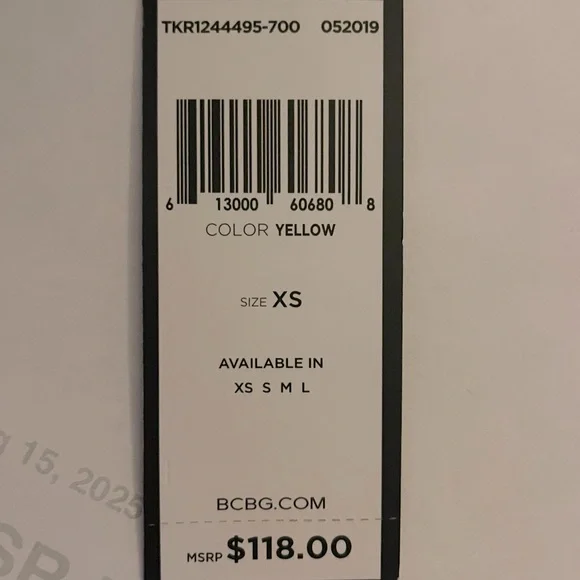 TKR1244495-700 052019
6 13000 60680 8
COLOR YELLOW
SIZE XS
AVAILABLE IN
XS S M L
15, 2025
BCBG.COM
MSRP $118.00